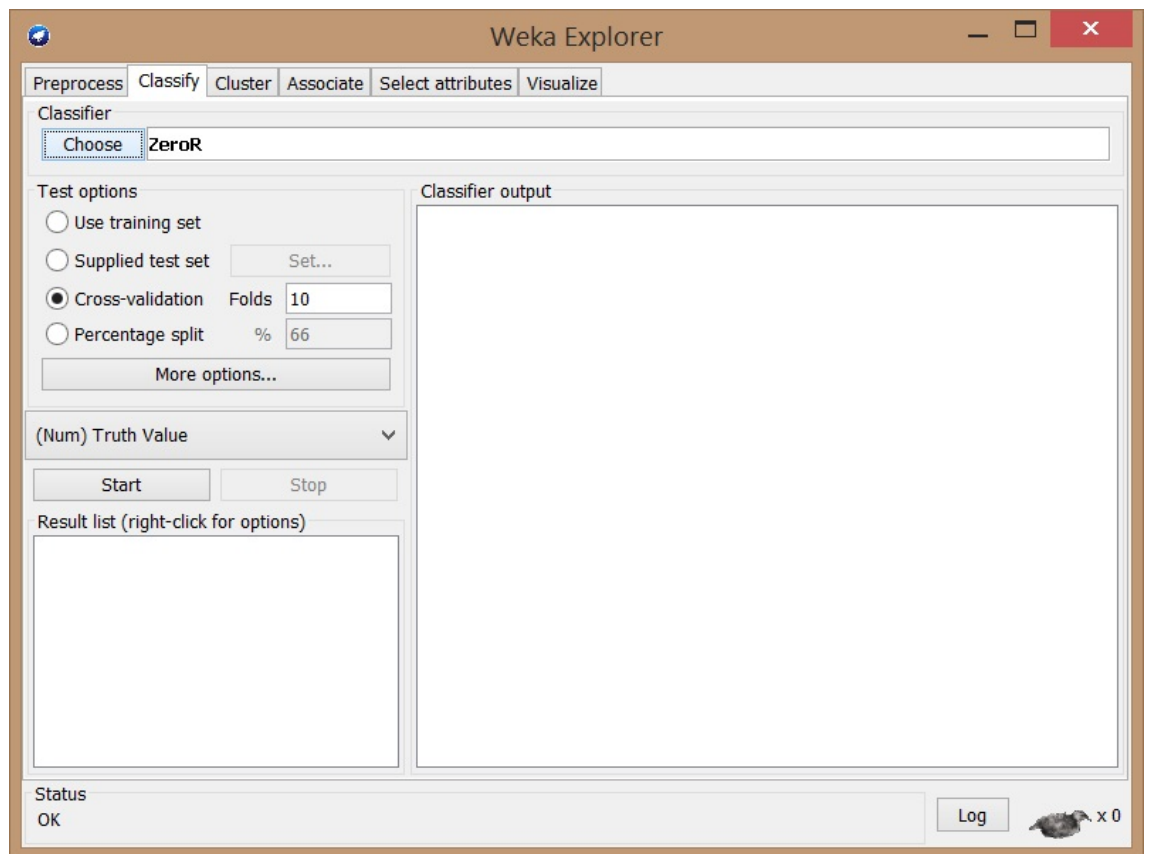 Weka Explorer
Preprocess Classify Cluster Associate Select attributes Visualize
Classifier
Choose ZeroR
Test options
Use training set
Supplied test set Set...
Cross-validation Folds 10
Percentage split % 66
More options...
(Num) Truth Value
Start Stop
Result list (right-click for options)
Classifier output
Status
OK
Log x 0